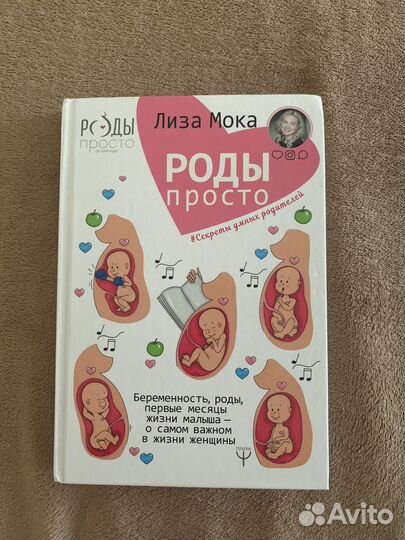 РОДЫ
просто
Лиза Мока
РОДЫ
просто
#Секреты умных родителей
Беременность, роды,
первые месяцы
жизни малыша –
о самом важном
в жизни женщины
Avito